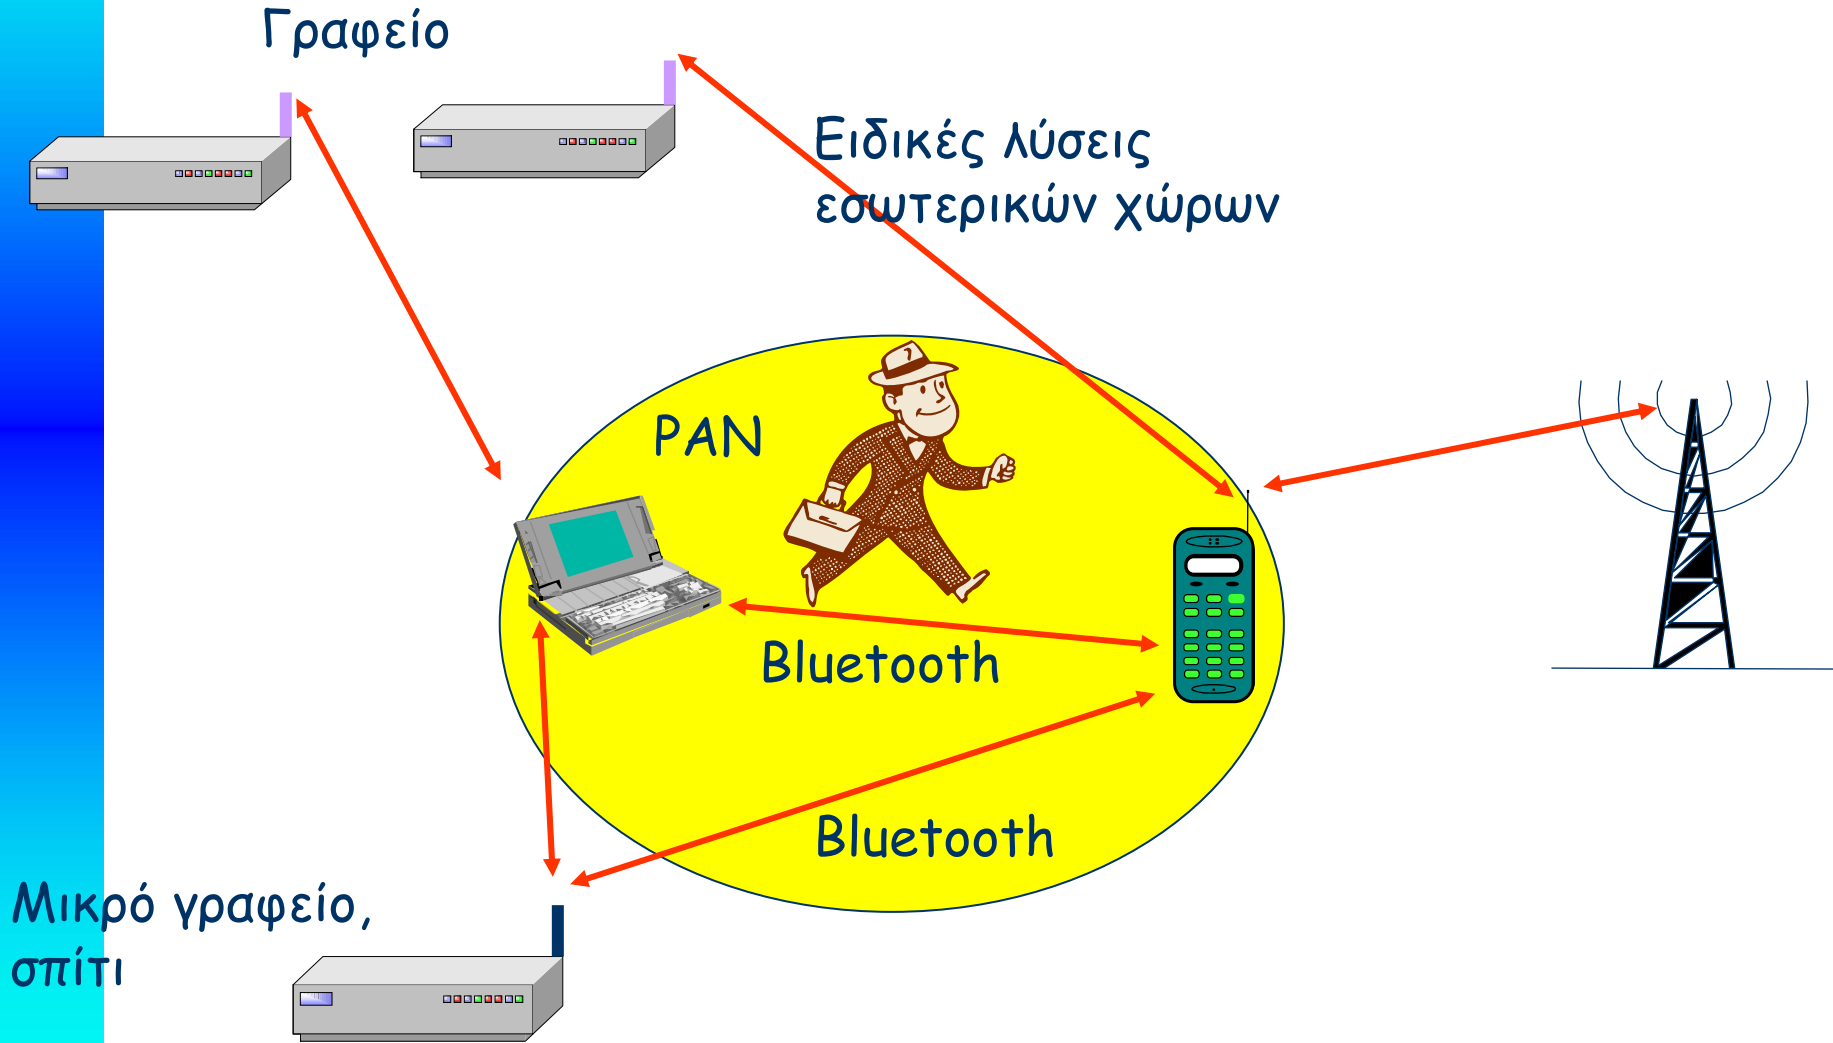 Γραφείο
Ειδικές λύσεις
εσωτερικών χώρων
PAN
Bluetooth
Bluetooth
Μικρό γραφείο,
σπίτι